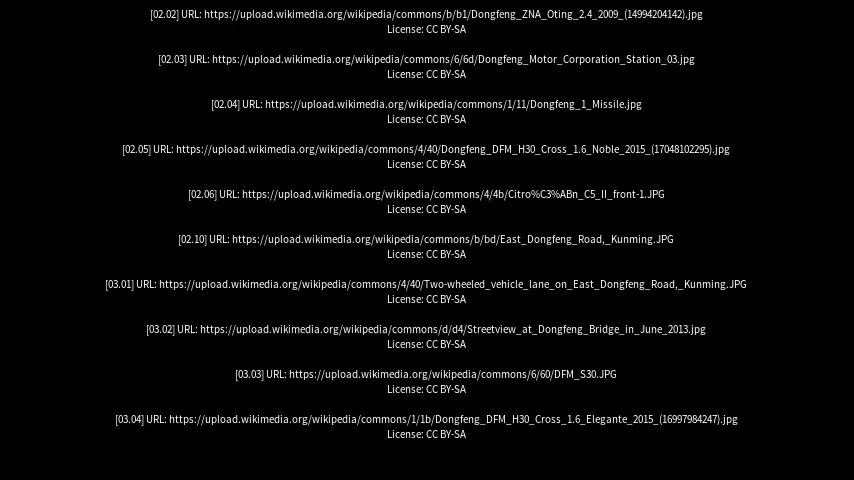 [02.02] URL: https://upload.wikimedia.org/wikipedia/commons/b/b1/Dongfeng_ZNA_Oting_2.4_2009_(14994204142).jpg
License: CC BY-SA
[02.03] URL: https://upload.wikimedia.org/wikipedia/commons/6/6d/Dongfeng_Motor_Corporation_Station_03.jpg
License: CC BY-SA
[02.04] URL: https://upload.wikimedia.org/wikipedia/commons/1/11/Dongfeng_1_Missile.jpg
License: CC BY-SA
[02.05] URL: https://upload.wikimedia.org/wikipedia/commons/4/40/Dongfeng_DFM_H30_Cross_1.6_Noble_2015_(17048102295).jpg
License: CC BY-SA
[02.06] URL: https://upload.wikimedia.org/wikipedia/commons/4/4b/Citro%C3%ABn_C5_II_front-1.JPG
License: CC BY-SA
[02.10] URL: https://upload.wikimedia.org/wikipedia/commons/b/bd/East_Dongfeng_Road,_Kunming.JPG
License: CC BY-SA
[03.01] URL: https://upload.wikimedia.org/wikipedia/commons/4/40/Two-wheeled_vehicle_lane_on_East_Dongfeng_Road,_Kunming.JPG
License: CC BY-SA
[03.02] URL: https://upload.wikimedia.org/wikipedia/commons/d/d4/Streetview_at_Dongfeng_Bridge_in_June_2013.jpg
License: CC BY-SA
[03.03] URL: https://upload.wikimedia.org/wikipedia/commons/6/60/DFM_S30.JPG
License: CC BY-SA
[03.04] URL: https://upload.wikimedia.org/wikipedia/commons/1/1b/Dongfeng_DFM_H30_Cross_1.6_Elegante_2015_(16997984247).jpg
License: CC BY-SA